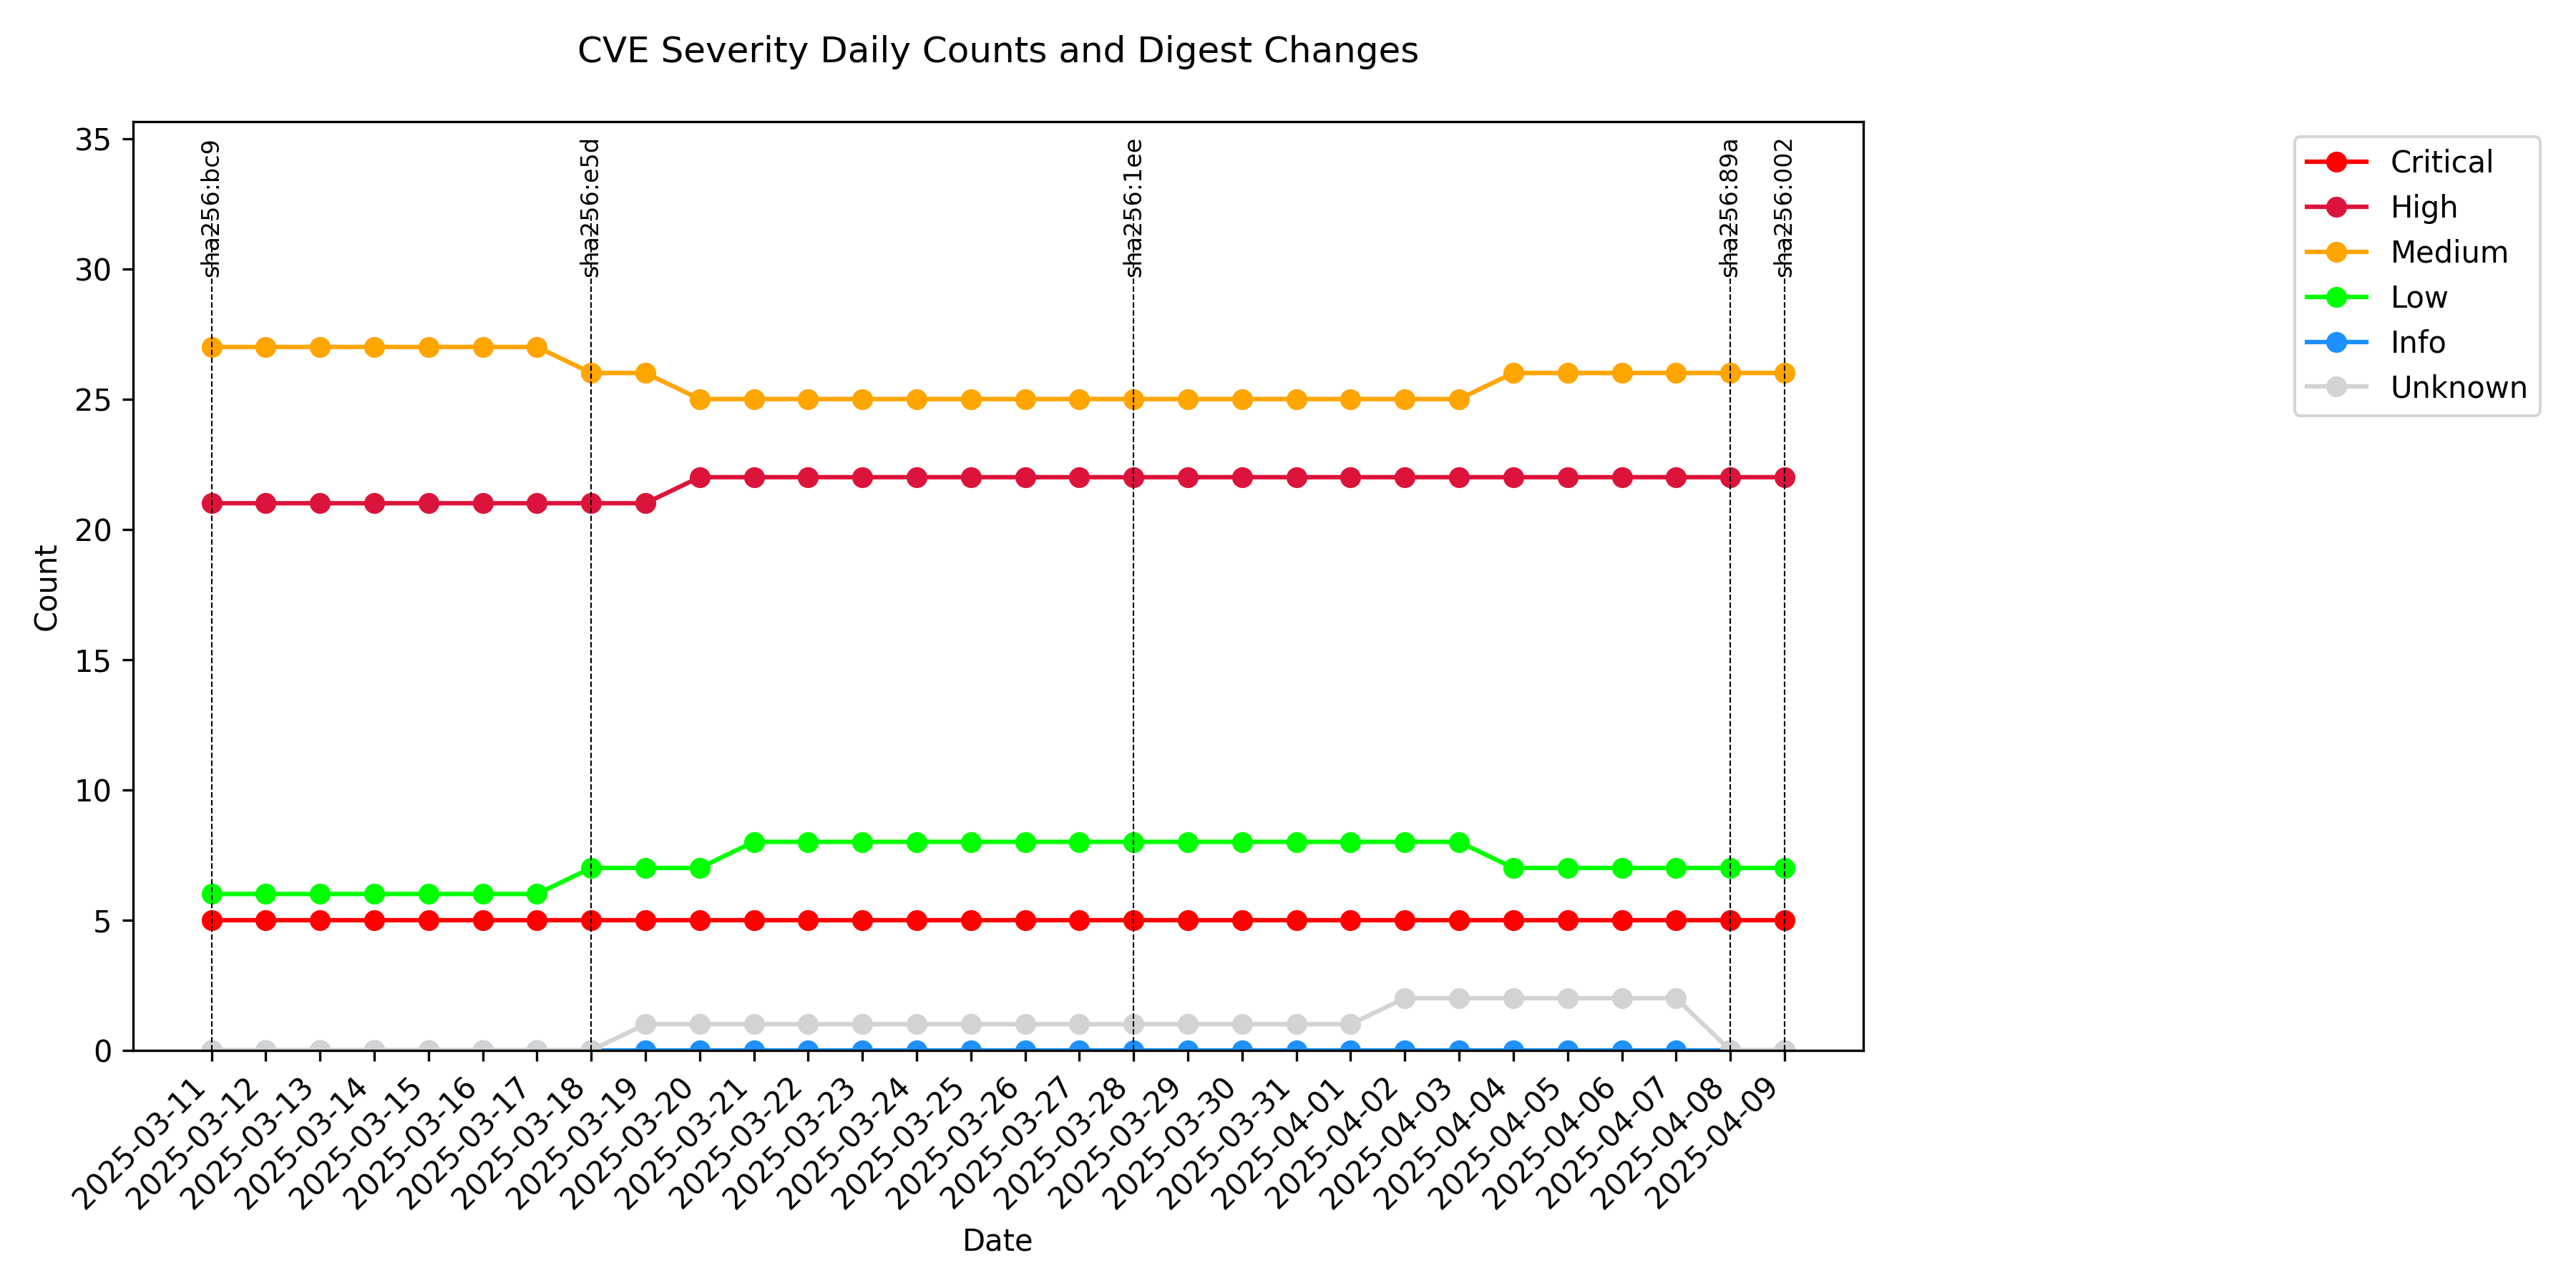 CVE Severity Daily Counts and Digest Changes
35
30
25
20
15
10
5
0
Count
sha256:bc9
sha256:e5d
sha256:1ee
sha256:89a
sha256:002
Critical
High
Medium
Low
Info
Unknown
2025-03-11
2025-03-12
2025-03-13
2025-03-14
2025-03-15
2025-03-16
2025-03-17
2025-03-18
2025-03-19
2025-03-20
2025-03-21
2025-03-22
2025-03-23
2025-03-24
2025-03-25
2025-03-26
2025-03-27
2025-03-28
2025-03-29
2025-03-30
2025-03-31
2025-04-01
2025-04-02
2025-04-03
2025-04-04
2025-04-05
2025-04-06
2025-04-07
2025-04-08
2025-04-09
Date